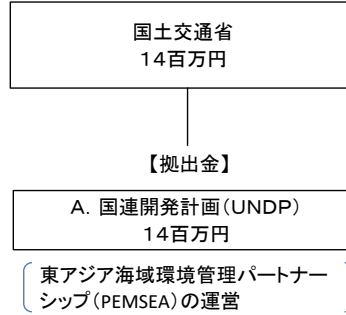 国土交通省
14百万円
【拠出金】
A．国連開発計画（UNDP）
14百万円
東アジア海域環境管理パートナー
シップ（PEMSEA）の運営